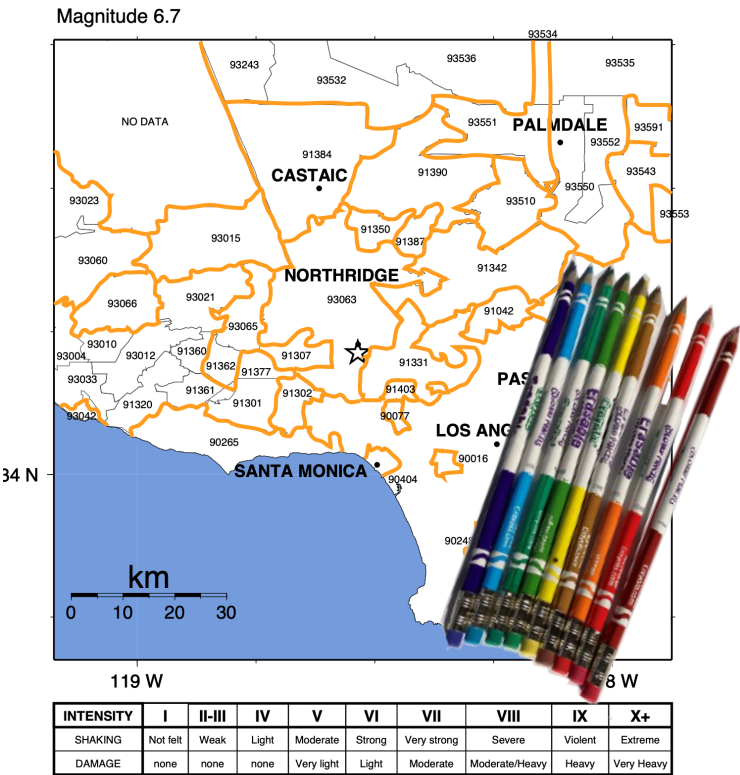 Magnitude 6.7
93534
93243
93536
93535
93532
NO DATA
93551
PALMDALE
93591
93552
91384
CASTAIC
91390
93543
93550
93023
93510
93553
91350
91387
93015
93060
91342
NORTHRIDGE
93021
93063
93066
91042
93065
93010
93004
93012
91360
91307
91331
91362
91377
93033
PAS
91361
91302
91403
91320
91301
93042
90077
LOS ANG
90265
90016
34 N
SANTA MONICA
90404
9024
km
0 10 20 30
119 W
8 W
INTENSITY I II-III IV V VI VII VIII IX X+
SHAKING Not felt Weak Light Moderate Strong Very strong Severe Violent Extreme
DAMAGE none none none Very light Light Moderate Moderate/Heavy Heavy Very Heavy